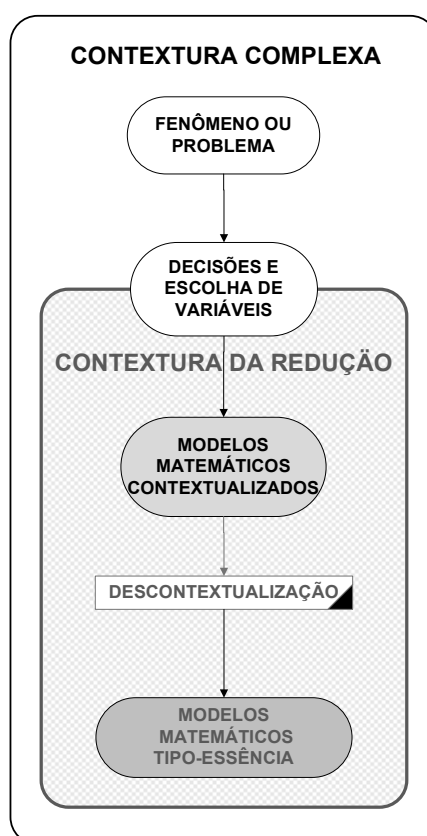 CONTEXTURA COMPLEXA
FENÔMENO OU
PROBLEMA
DECISÕES E
ESCOLHA DE
VARIÁVEIS
CONTEXTURA DA REDUÇÃO
MODELOS
MATEMÁTICOS
CONTEXTUALIZADOS
DESCONTEXTUALIZAÇÃO
MODELOS
MATEMÁTICOS
TIPO-ESSÊNCIA